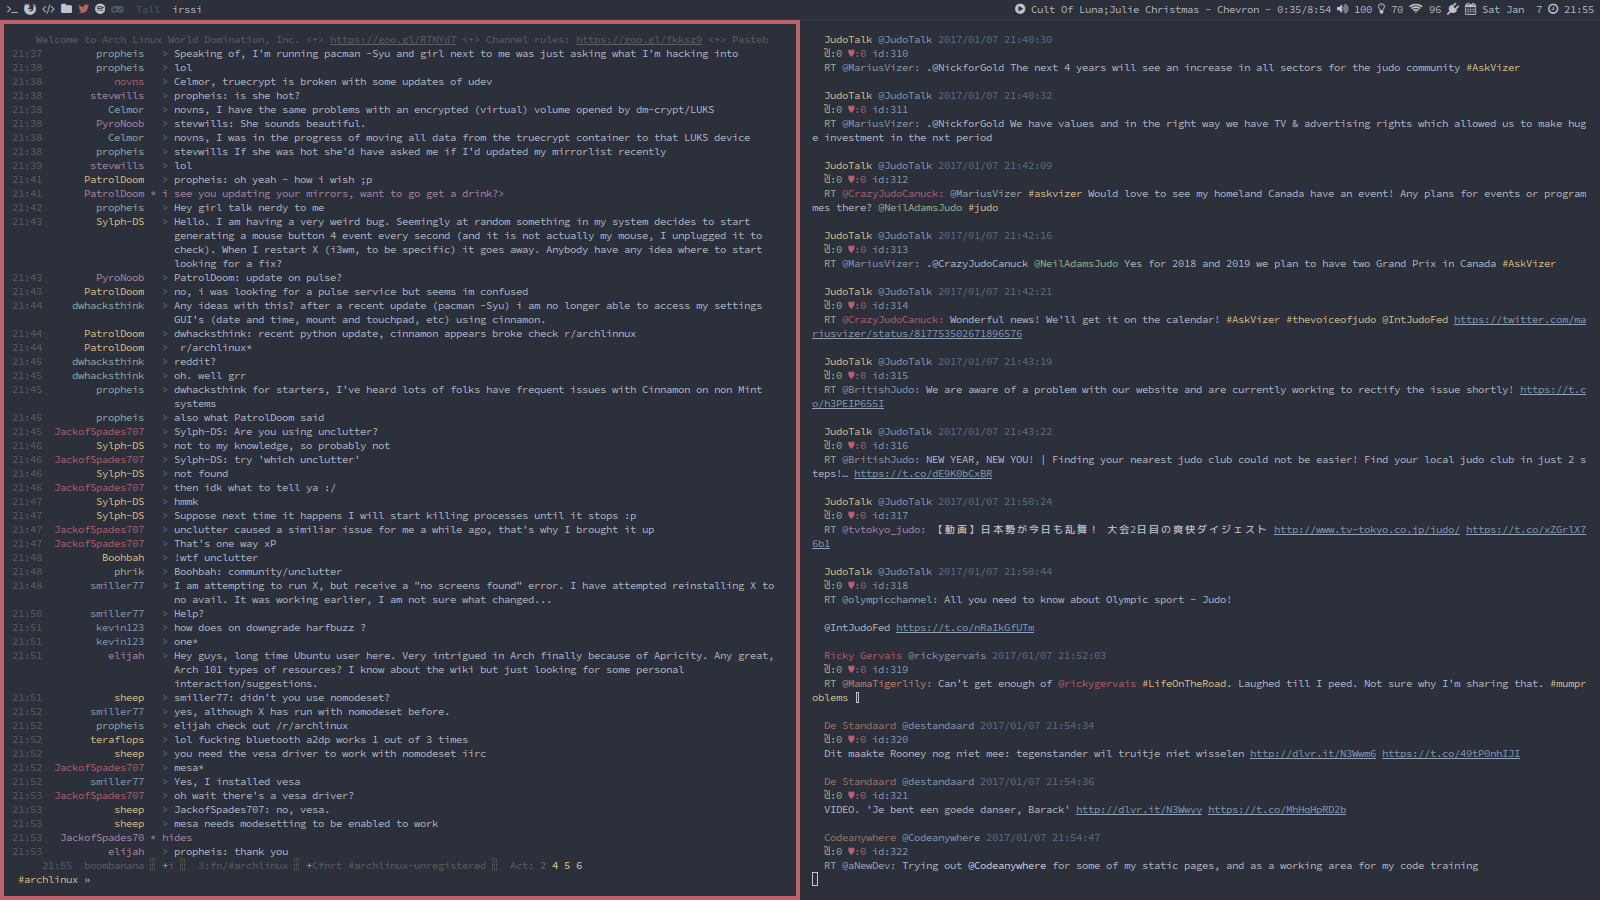 Tall irssi
Cult Of Luna;Julie Christmas - Chevron - 0:35/8:54 100 70 96 Sat Jan 7 21:55
Welcome to Arch Linux World Domination, Inc. <+> https://goo.gl/RTNYd7 <+> Channel rules: https://goo.gl/fkksz9 <+> Pasteb
21:37 propheis > Speaking of, I'm running pacman -Syu and girl next to me was just asking what I'm hacking into
21:38 propheis > lol
21:38 novns > Celmor, truecrypt is broken with some updates of udev
21:38 stevwills > propheis: is she hot?
21:38 Celmor > novns, I have the same problems with an encrypted (virtual) volume opened by dm-crypt/LUKS
21:38 PyroNoob > stevwills: She sounds beautiful.
21:38 Celmor > novns, I was in the progress of moving all data from the truecrypt container to that LUKS device
21:38 propheis > stevwills If she was hot she'd have asked me if I'd updated my mirrorlist recently
21:39 stevwills > lol
21:41 PatrolDoom > propheis: oh yeah - how i wish ;p
21:41 PatrolDoom * i see you updating your mirrors, want to go get a drink?>
21:42 propheis > Hey girl talk nerdy to me
21:43 Sylph-DS > Hello. I am having a very weird bug. Seemingly at random something in my system decides to start
generating a mouse button 4 event every second (and it is not actually my mouse, I unplugged it to
check). When I restart X (i3wm, to be specific) it goes away. Anybody have any idea where to start
looking for a fix?
21:43 PyroNoob > PatrolDoom: update on pulse?
21:43 PatrolDoom > no, i was looking for a pulse service but seems im confused
21:44 dwhacksthink > Any ideas with this? after a recent update (pacman -Syu) i am no longer able to access my settings
GUI's (date and time, mount and touchpad, etc) using cinnamon.
21:44 PatrolDoom > dwhacksthink: recent python update, cinnamon appears broke check r/archlinnux
21:44 PatrolDoom > r/archlinux*
21:45 dwhacksthink > reddit?
21:45 dwhacksthink > oh. well grr
21:45 propheis > dwhacksthink for starters, I've heard lots of folks have frequent issues with Cinnamon on non Mint
systems
21:45 propheis > also what PatrolDoom said
21:45 JackofSpades707 > Sylph-DS: Are you using unclutter?
21:46 Sylph-DS > not to my knowledge, so probably not
21:46 JackofSpades707 > Sylph-DS: try 'which unclutter'
21:46 Sylph-DS > not found
21:46 JackofSpades707 > then idk what to tell ya :/
21:47 Sylph-DS > hmmk
21:47 Sylph-DS > Suppose next time it happens I will start killing processes until it stops :p
21:47 JackofSpades707 > unclutter caused a similiar issue for me a while ago, that's why I brought it up
21:47 JackofSpades707 > That's one way xP
21:48 Boohbah > !wtf unclutter
21:48 phrik > Boohbah: community/unclutter
21:48 smiller77 > I am attempting to run X, but receive a "no screens found" error. I have attempted reinstalling X to
no avail. It was working earlier, I am not sure what changed...
21:50 smiller77 > Help?
21:51 kevin123 > how does on downgrade harfbuzz ?
21:51 kevin123 > one*
21:51 elijah > Hey guys, long time Ubuntu user here. Very intrigued in Arch finally because of Apricity. Any great,
Arch 101 types of resources? I know about the wiki but just looking for some personal
interaction/suggestions.
21:51 sheep > smiller77: didn't you use nomodeset?
21:52 smiller77 > yes, although X has run with nomodeset before.
21:52 propheis > elijah check out /r/archlinux
21:52 teraflops > lol fucking bluetooth a2dp works 1 out of 3 times
21:52 sheep > you need the vesa driver to work with nomodeset iirc
21:52 JackofSpades707 > mesa*
21:52 smiller77 > Yes, I installed vesa
21:53 JackofSpades707 > oh wait there's a vesa driver?
21:53 sheep > JackofSpades707: no, vesa.
21:53 sheep > mesa needs modesetting to be enabled to work
21:53 JackofSpades70 * hides
21:53 elijah > propheis: thank you
21:55 boombanana +i 3:fn/#archlinux +Cfnrt #archlinux-unregistered Act: 2 4 5 6
#archlinux »
JudoTalk @JudoTalk 2017/01/07 21:40:30
♥:0 id:310
RT @MariusVizer: .@NickforGold The next 4 years will see an increase in all sectors for the judo community #AskVizer
JudoTalk @JudoTalk 2017/01/07 21:40:32
:0 ♥:0 id:311
RT @MariusVizer: .@NickforGold We have values and in the right way we have TV & advertising rights which allowed us to make hug
e investment in the nxt period
JudoTalk @JudoTalk 2017/01/07 21:42:09
:0 ♥:0 id:312
RT @CrazyJudoCanuck: @MariusVizer #askvizer Would love to see my homeland Canada have an event! Any plans for events or program
mes there? @NeilAdamsJudo #judo
JudoTalk @JudoTalk 2017/01/07 21:42:16
:0 ♥:0 id:313
RT @MariusVizer: .@CrazyJudoCanuck @NeilAdamsJudo Yes for 2018 and 2019 we plan to have two Grand Prix in Canada #AskVizer
JudoTalk @JudoTalk 2017/01/07 21:42:21
:0 ♥:0 id:314
RT @CrazyJudoCanuck: Wonderful news! We'll get it on the calendar! #AskVizer #thevoiceofjudo @IntJudoFed https://twitter.com/ma
riusvizer/status/817753502671896576
JudoTalk @JudoTalk 2017/01/07 21:43:19
:0 ♥:0 id:315
RT @BritishJudo: We are aware of a problem with our website and are currently working to rectify the issue shortly! https://t.c
o/h3PEIP655I
JudoTalk @JudoTalk 2017/01/07 21:43:22
:0 ♥:0 id:316
RT @BritishJudo: NEW YEAR, NEW YOU! | Finding your nearest judo club could not be easier! Find your local judo club in just 2 s
teps!… https://t.co/dE9K0bCxBR
JudoTalk @JudoTalk 2017/01/07 21:50:24
:0 ♥:0 id:317
RT @tvtokyo_judo: 【動画】日本勢が今日も乱舞！ 大会2日目の爽快ダイジェスト http://www.tv-tokyo.co.jp/judo/ https://t.co/xZGrlX7
6b1
JudoTalk @JudoTalk 2017/01/07 21:50:44
:0 ♥:0 id:318
RT @olympicchannel: All you need to know about Olympic sport - Judo!
@IntJudoFed https://t.co/nRaIkGfUTm
Ricky Gervais @rickygervais 2017/01/07 21:52:03
:0 ♥:0 id:319
RT @MamaTigerlily: Can't get enough of @rickygervais #LifeOnTheRoad. Laughed till I peed. Not sure why I'm sharing that. #mumpr
oblems
De Standaard @destandaard 2017/01/07 21:54:34
:0 ♥:0 id:320
Dit maakte Rooney nog niet mee: tegenstander wil truitje niet wisselen http://dlvr.it/N3Wwm6 https://t.co/49tP0nhIJI
De Standaard @destandaard 2017/01/07 21:54:36
:0 ♥:0 id:321
VIDEO. 'Je bent een goede danser, Barack' http://dlvr.it/N3Wwyy https://t.co/MhHqHpRD2b
Codeanywhere @Codeanywhere 2017/01/07 21:54:47
:0 ♥:0 id:322
RT @aNewDev: Trying out @Codeanywhere for some of my static pages, and as a working area for my code training